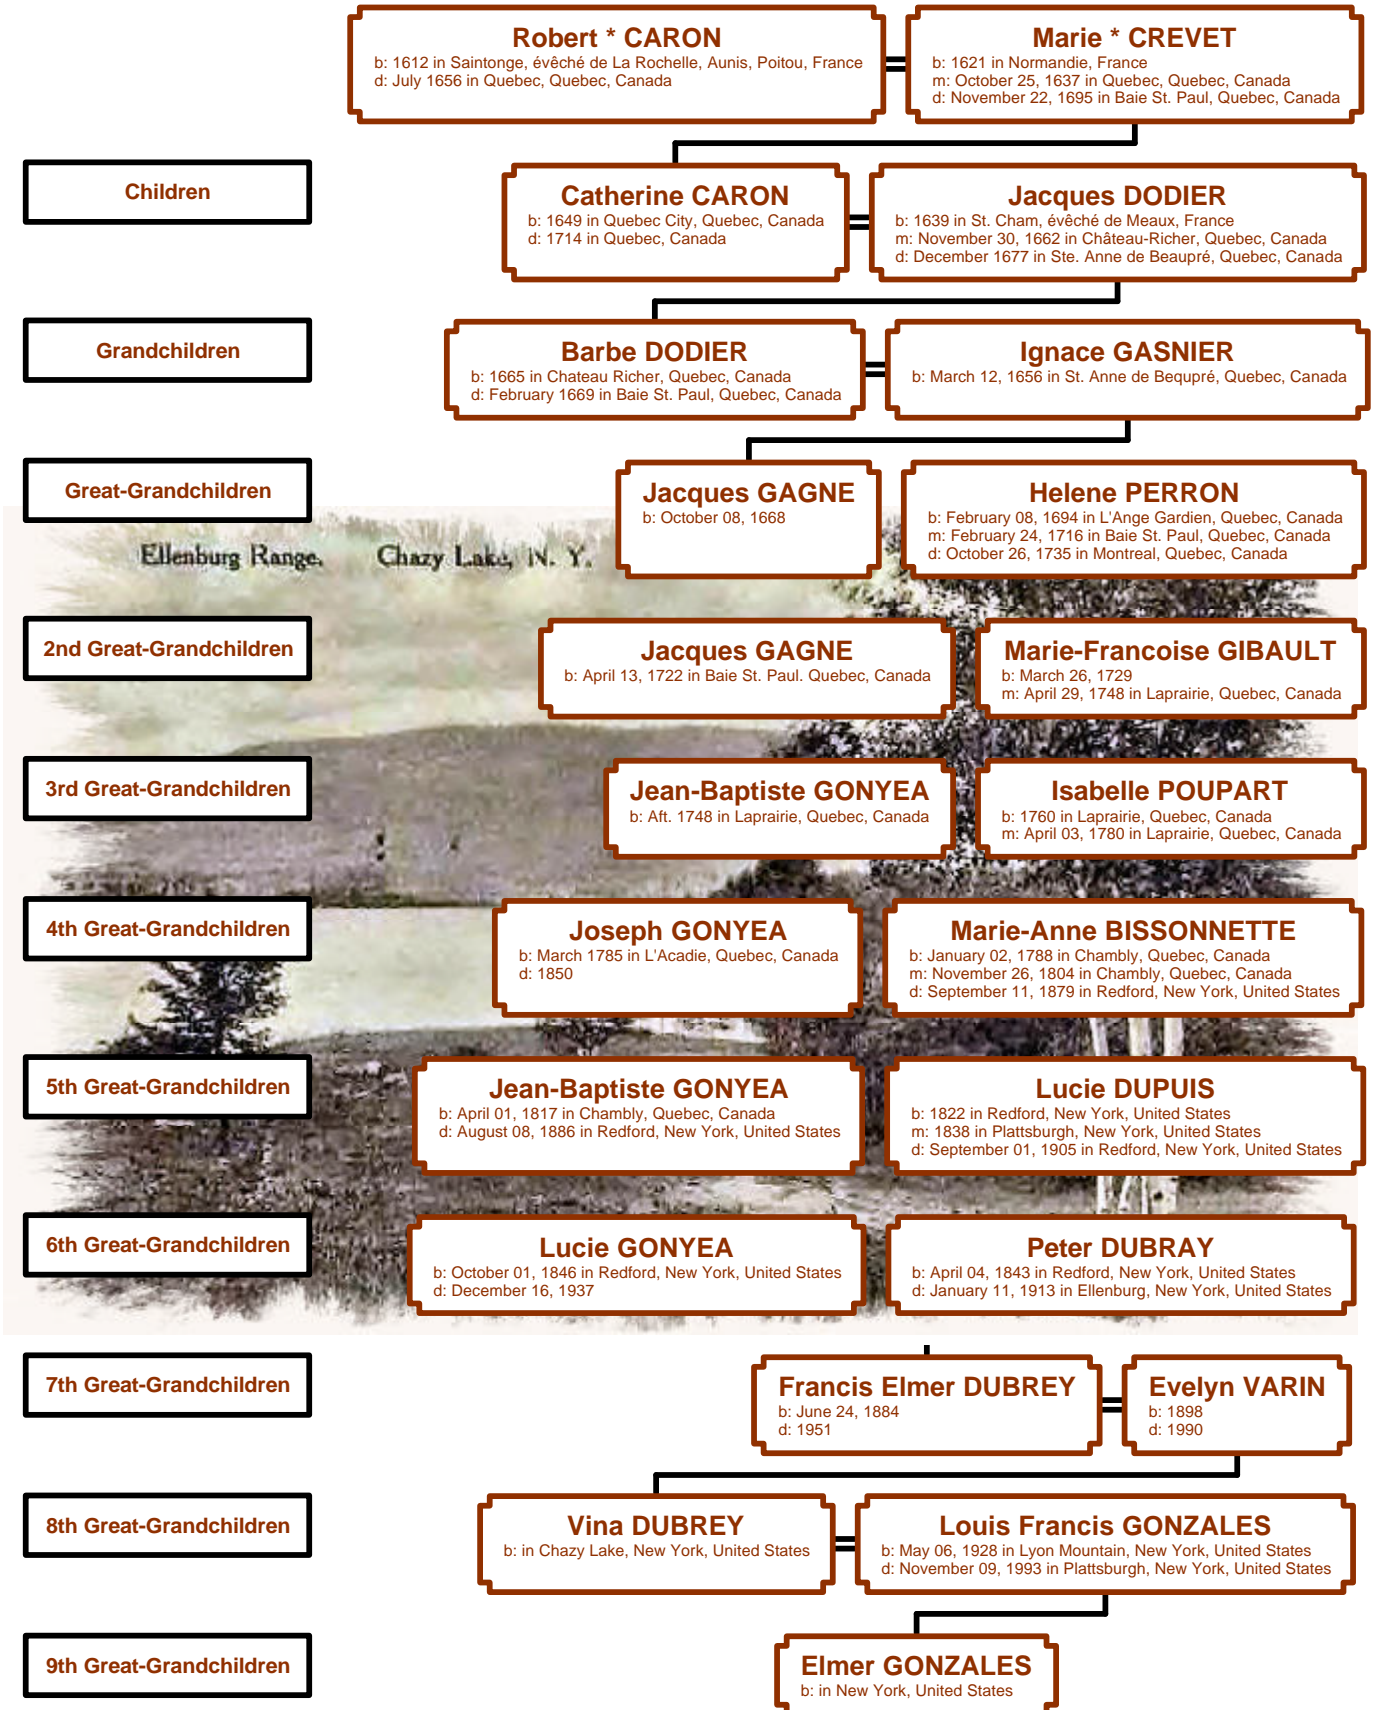 Robert * CARON
b: 1612 in Saintonge, évêché de La Rochelle, Aunis, Poitou, France
d: July 1656 in Quebec, Quebec, Canada
Marie * CREVET
b: 1621 in Normandie, France
m: October 25, 1637 in Quebec, Quebec, Canada
d: November 22, 1695 in Baie St. Paul, Quebec, Canada
Children
Catherine CARON
b: 1649 in Quebec City, Quebec, Canada
d: 1714 in Quebec, Canada
Jacques DODIER
b: 1639 in St. Cham, évêché de Meaux, France
m: November 30, 1662 in Château-Richer, Quebec, Canada
d: December 1677 in Ste. Anne de Beaupré, Quebec, Canada
Grandchildren
Barbe DODIER
b: 1665 in Chateau Richer, Quebec, Canada
d: February 1669 in Baie St. Paul, Quebec, Canada
Ignace GASNIER
b: March 12, 1656 in St. Anne de Bequpré, Quebec, Canada
Great-Grandchildren
Jacques GAGNE
b: October 08, 1668
Helene PERRON
b: February 08, 1694 in L'Ange Gardien, Quebec, Canada
m: February 24, 1716 in Baie St. Paul, Quebec, Canada
d: October 26, 1735 in Montreal, Quebec, Canada
Ellenburg Range. Chazy Lake, N. Y.
2nd Great-Grandchildren
Jacques GAGNE
b: April 13, 1722 in Baie St. Paul. Quebec, Canada
Marie-Francoise GIBAULT
b: March 26, 1729
m: April 29, 1748 in Laprairie, Quebec, Canada
3rd Great-Grandchildren
Jean-Baptiste GONYEA
b: Aft. 1748 in Laprairie, Quebec, Canada
Isabelle POUPART
b: 1760 in Laprairie, Quebec, Canada
m: April 03, 1780 in Laprairie, Quebec, Canada
4th Great-Grandchildren
Joseph GONYEA
b: March 1785 in L'Acadie, Quebec, Canada
d: 1850
Marie-Anne BISSONNETTE
b: January 02, 1788 in Chambly, Quebec, Canada
m: November 26, 1804 in Chambly, Quebec, Canada
d: September 11, 1879 in Redford, New York, United States
5th Great-Grandchildren
Jean-Baptiste GONYEA
b: April 01, 1817 in Chambly, Quebec, Canada
d: August 08, 1886 in Redford, New York, United States
Lucie DUPUIS
b: 1822 in Redford, New York, United States
m: 1838 in Plattsburgh, New York, United States
d: September 01, 1905 in Redford, New York, United States
6th Great-Grandchildren
Lucie GONYEA
b: October 01, 1846 in Redford, New York, United States
d: December 16, 1937
Peter DUBRAY
b: April 04, 1843 in Redford, New York, United States
d: January 11, 1913 in Ellenburg, New York, United States
7th Great-Grandchildren
Francis Elmer DUBREY
b: June 24, 1884
d: 1951
Evelyn VARIN
b: 1898
d: 1990
8th Great-Grandchildren
Vina DUBREY
b: in Chazy Lake, New York, United States
Louis Francis GONZALES
b: May 06, 1928 in Lyon Mountain, New York, United States
d: November 09, 1993 in Plattsburgh, New York, United States
9th Great-Grandchildren
Elmer GONZALES
b: in New York, United States